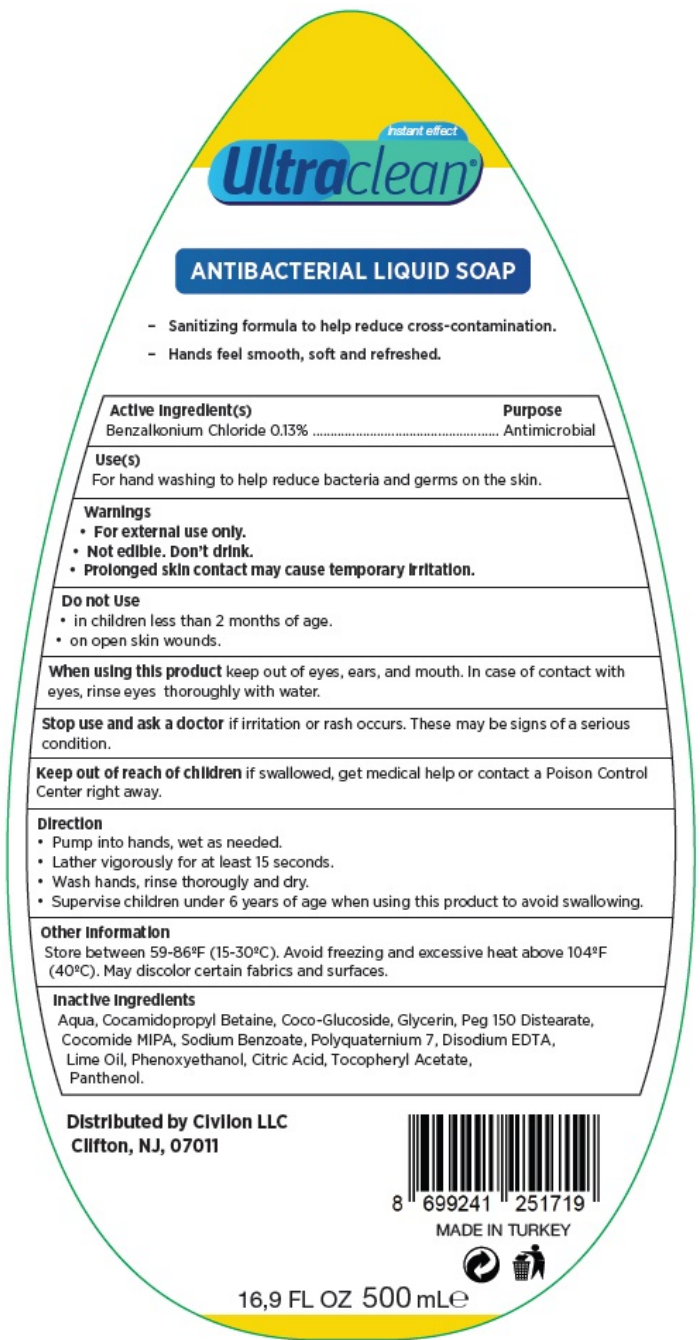 instant effect
Ultraclean®
ANTIBACTERIAL LIQUID SOAP
– Sanitizing formula to help reduce cross-contamination.
– Hands feel smooth, soft and refreshed.
Active Ingredient(s) Purpose
Benzalkonium Chloride 0.13% .................................................... Antimicrobial
Use(s)
For hand washing to help reduce bacteria and germs on the skin.
Warnings
• For external use only.
• Not edible. Don't drink.
• Prolonged skin contact may cause temporary irritation.
Do not Use
• in children less than 2 months of age.
• on open skin wounds.
When using this product keep out of eyes, ears, and mouth. In case of contact with
eyes, rinse eyes thoroughly with water.
Stop use and ask a doctor if irritation or rash occurs. These may be signs of a serious
condition.
Keep out of reach of children if swallowed, get medical help or contact a Poison Control
Center right away.
Direction
• Pump into hands, wet as needed.
• Lather vigorously for at least 15 seconds.
• Wash hands, rinse thorougly and dry.
• Supervise children under 6 years of age when using this product to avoid swallowing.
Other Information
Store between 59-86ºF (15-30ºC). Avoid freezing and excessive heat above 104ºF
(40ºC). May discolor certain fabrics and surfaces.
Inactive Ingredients
Aqua, Cocamidopropyl Betaine, Coco-Glucoside, Glycerin, Peg 150 Distearate,
Cocomide MIPA, Sodium Benzoate, Polyquaternium 7, Disodium EDTA,
Lime Oil, Phenoxyethanol, Citric Acid, Tocopheryl Acetate,
Panthenol.
Distributed by Civilon LLC
Clifton, NJ, 07011
8 699241 251719
MADE IN TURKEY
16,9 FL OZ 500 mL℮